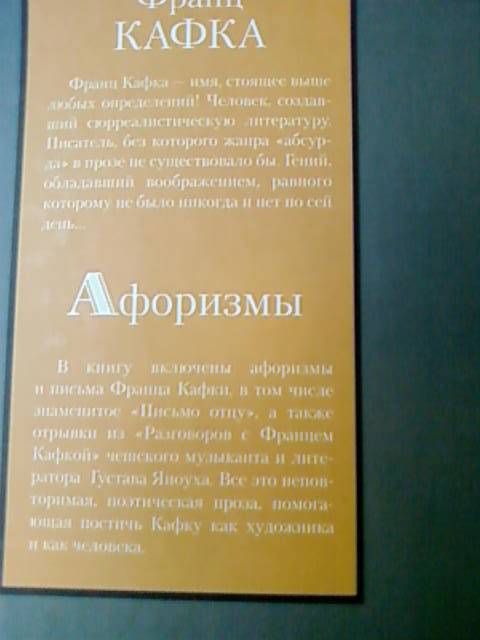 Франц
КАФКА
Франц Кафка — имя, стоящее выше
любых определений! Человек, создав-
ший сюрреалистическую литературу.
Писатель, без которого жанра «абсур-
да» в прозе не существовало бы. Гений,
обладавший воображением, равного
которому не было никогда и нет по сей
день...
Афоризмы
В книгу включены афоризмы
и письма Франца Кафки, в том числе
знаменитое «Письмо отцу», а также
отрывки из «Разговоров с Францем
Кафкой» чешского музыканта и лите-
ратора Густава Яноуха. Все это непов-
торимая, поэтическая проза, помога-
ющая постичь Кафку как художника
и как человека.